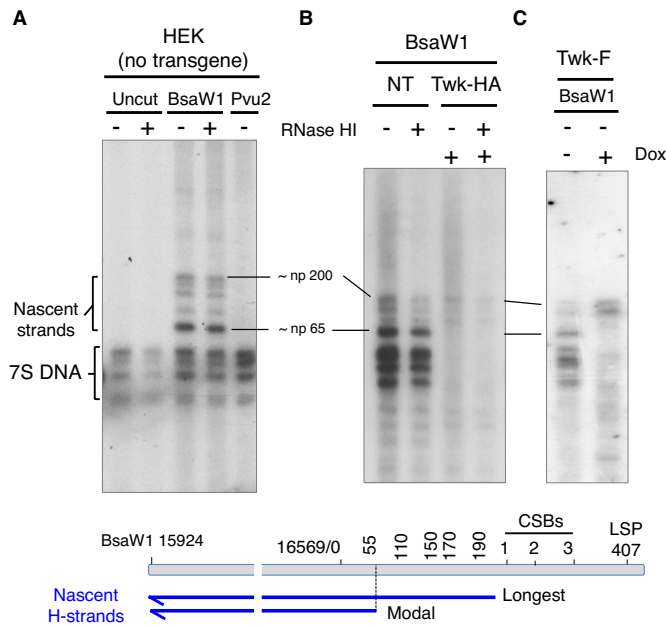 A
B
C
HEK
(no transgene)
BsaW1
Twk-F
Uncut BsaW1 Pvu2
NT Twk-HA
BsaW1
- + - + -
RNase HI
- + - +
- -
+ +
- + Dox
Nascent
strands
~ np 200
~ np 65
7S DNA
BsaW1 15924
16569/0
55
110
150
170
190
CSBs
1 2 3
LSP
407
Nascent
H-strands
Longest
Modal